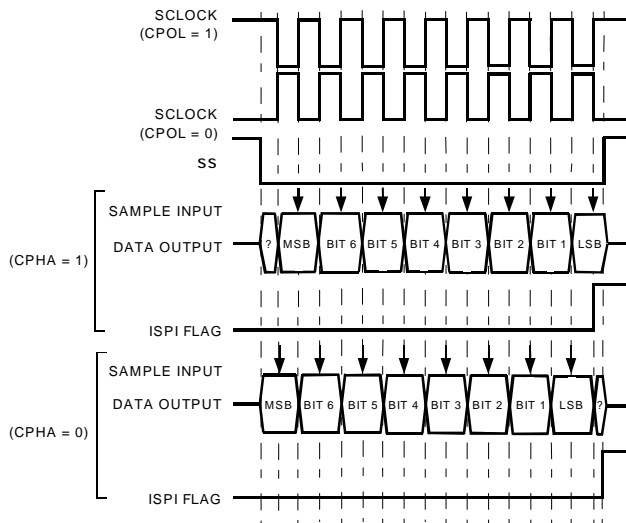 SCLOCK
(CPOL = 1)
SCLOCK
(CPOL = 0)
SS
(CPHA = 1)
SAMPLE INPUT
DATA OUTPUT
? MSB BIT 6 BIT 5 BIT 4 BIT 3 BIT 2 BIT 1 LSB
ISPI FLAG
(CPHA = 0)
SAMPLE INPUT
DATA OUTPUT
MSB BIT 6 BIT 5 BIT 4 BIT 3 BIT 2 BIT 1 LSB ?
ISPI FLAG